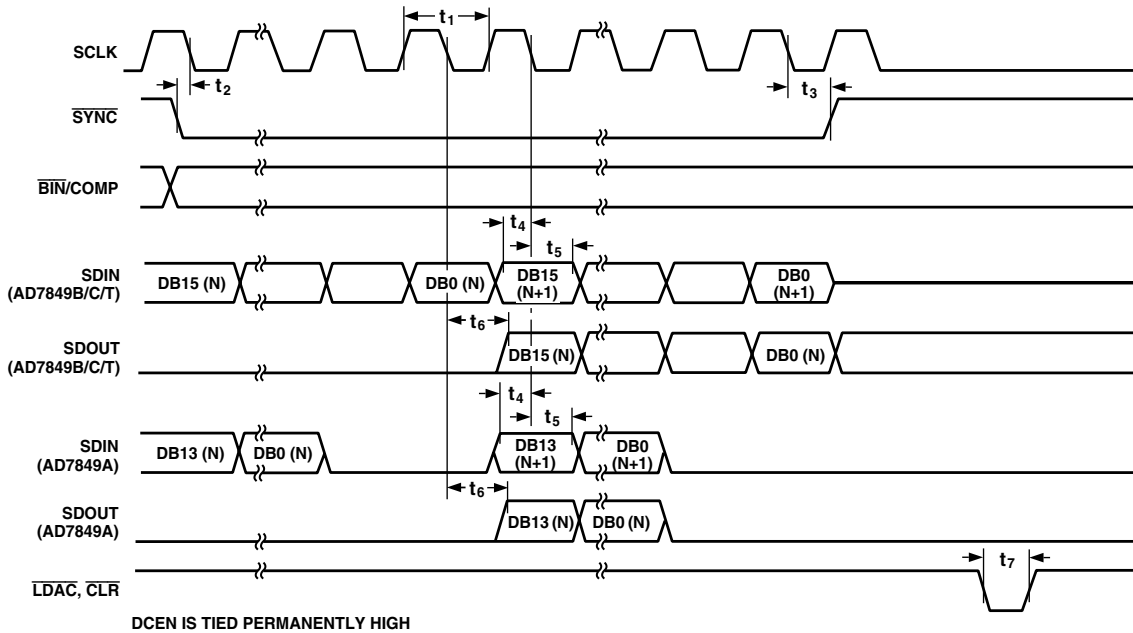 SCLK
t1
t2
t3
SYNC
BIN/COMP
t4
t5
SDIN
(AD7849B/C/T)
DB15 (N)
DB0 (N)
DB15
(N+1)
DB0
(N+1)
t6
SDOUT
(AD7849B/C/T)
DB15 (N)
DB0 (N)
t4
t5
SDIN
(AD7849A)
DB13 (N)
DB0 (N)
DB13
(N+1)
DB0
(N+1)
t6
SDOUT
(AD7849A)
DB13 (N)
DB0 (N)
t7
LDAC, CLR
DCEN IS TIED PERMANENTLY HIGH